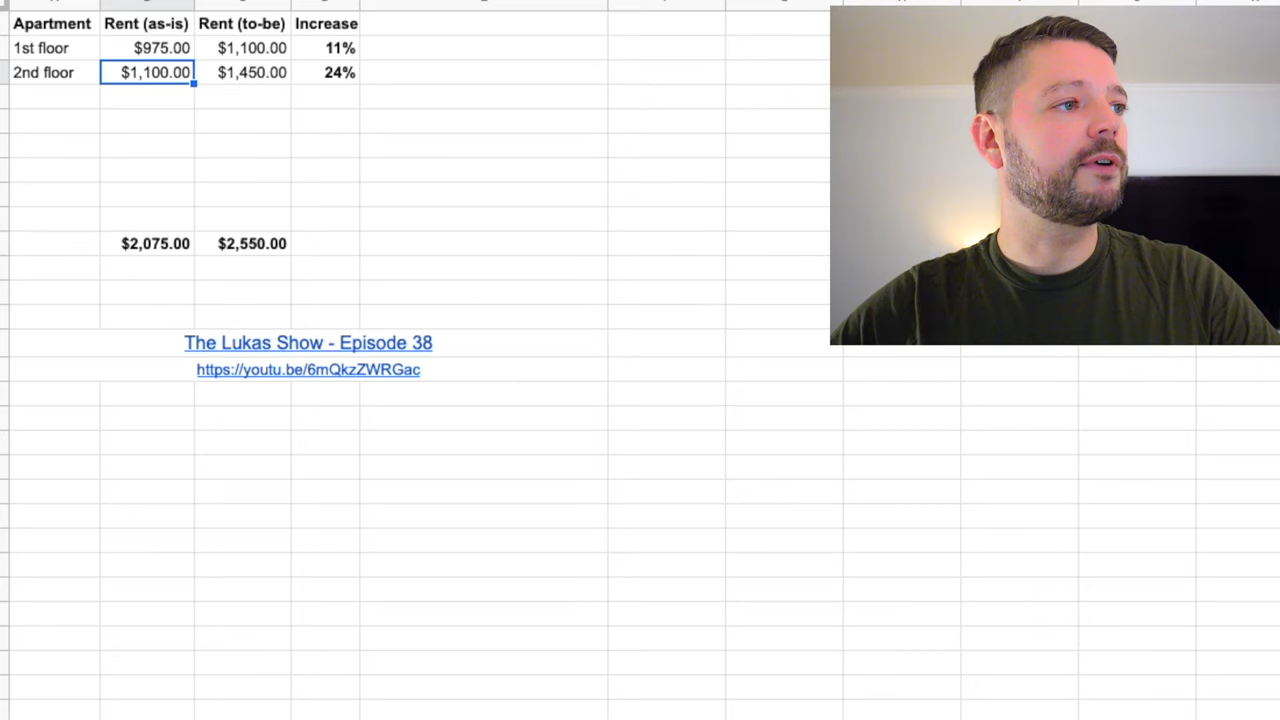 Apartment Rent (as-is) Rent (to-be) Increase
1st floor $975.00 $1,100.00 11%
2nd floor $1,100.00 $1,450.00 24%
$2,075.00 $2,550.00
The Lukas Show - Episode 38
https://youtu.be/6mQkzZWRGac